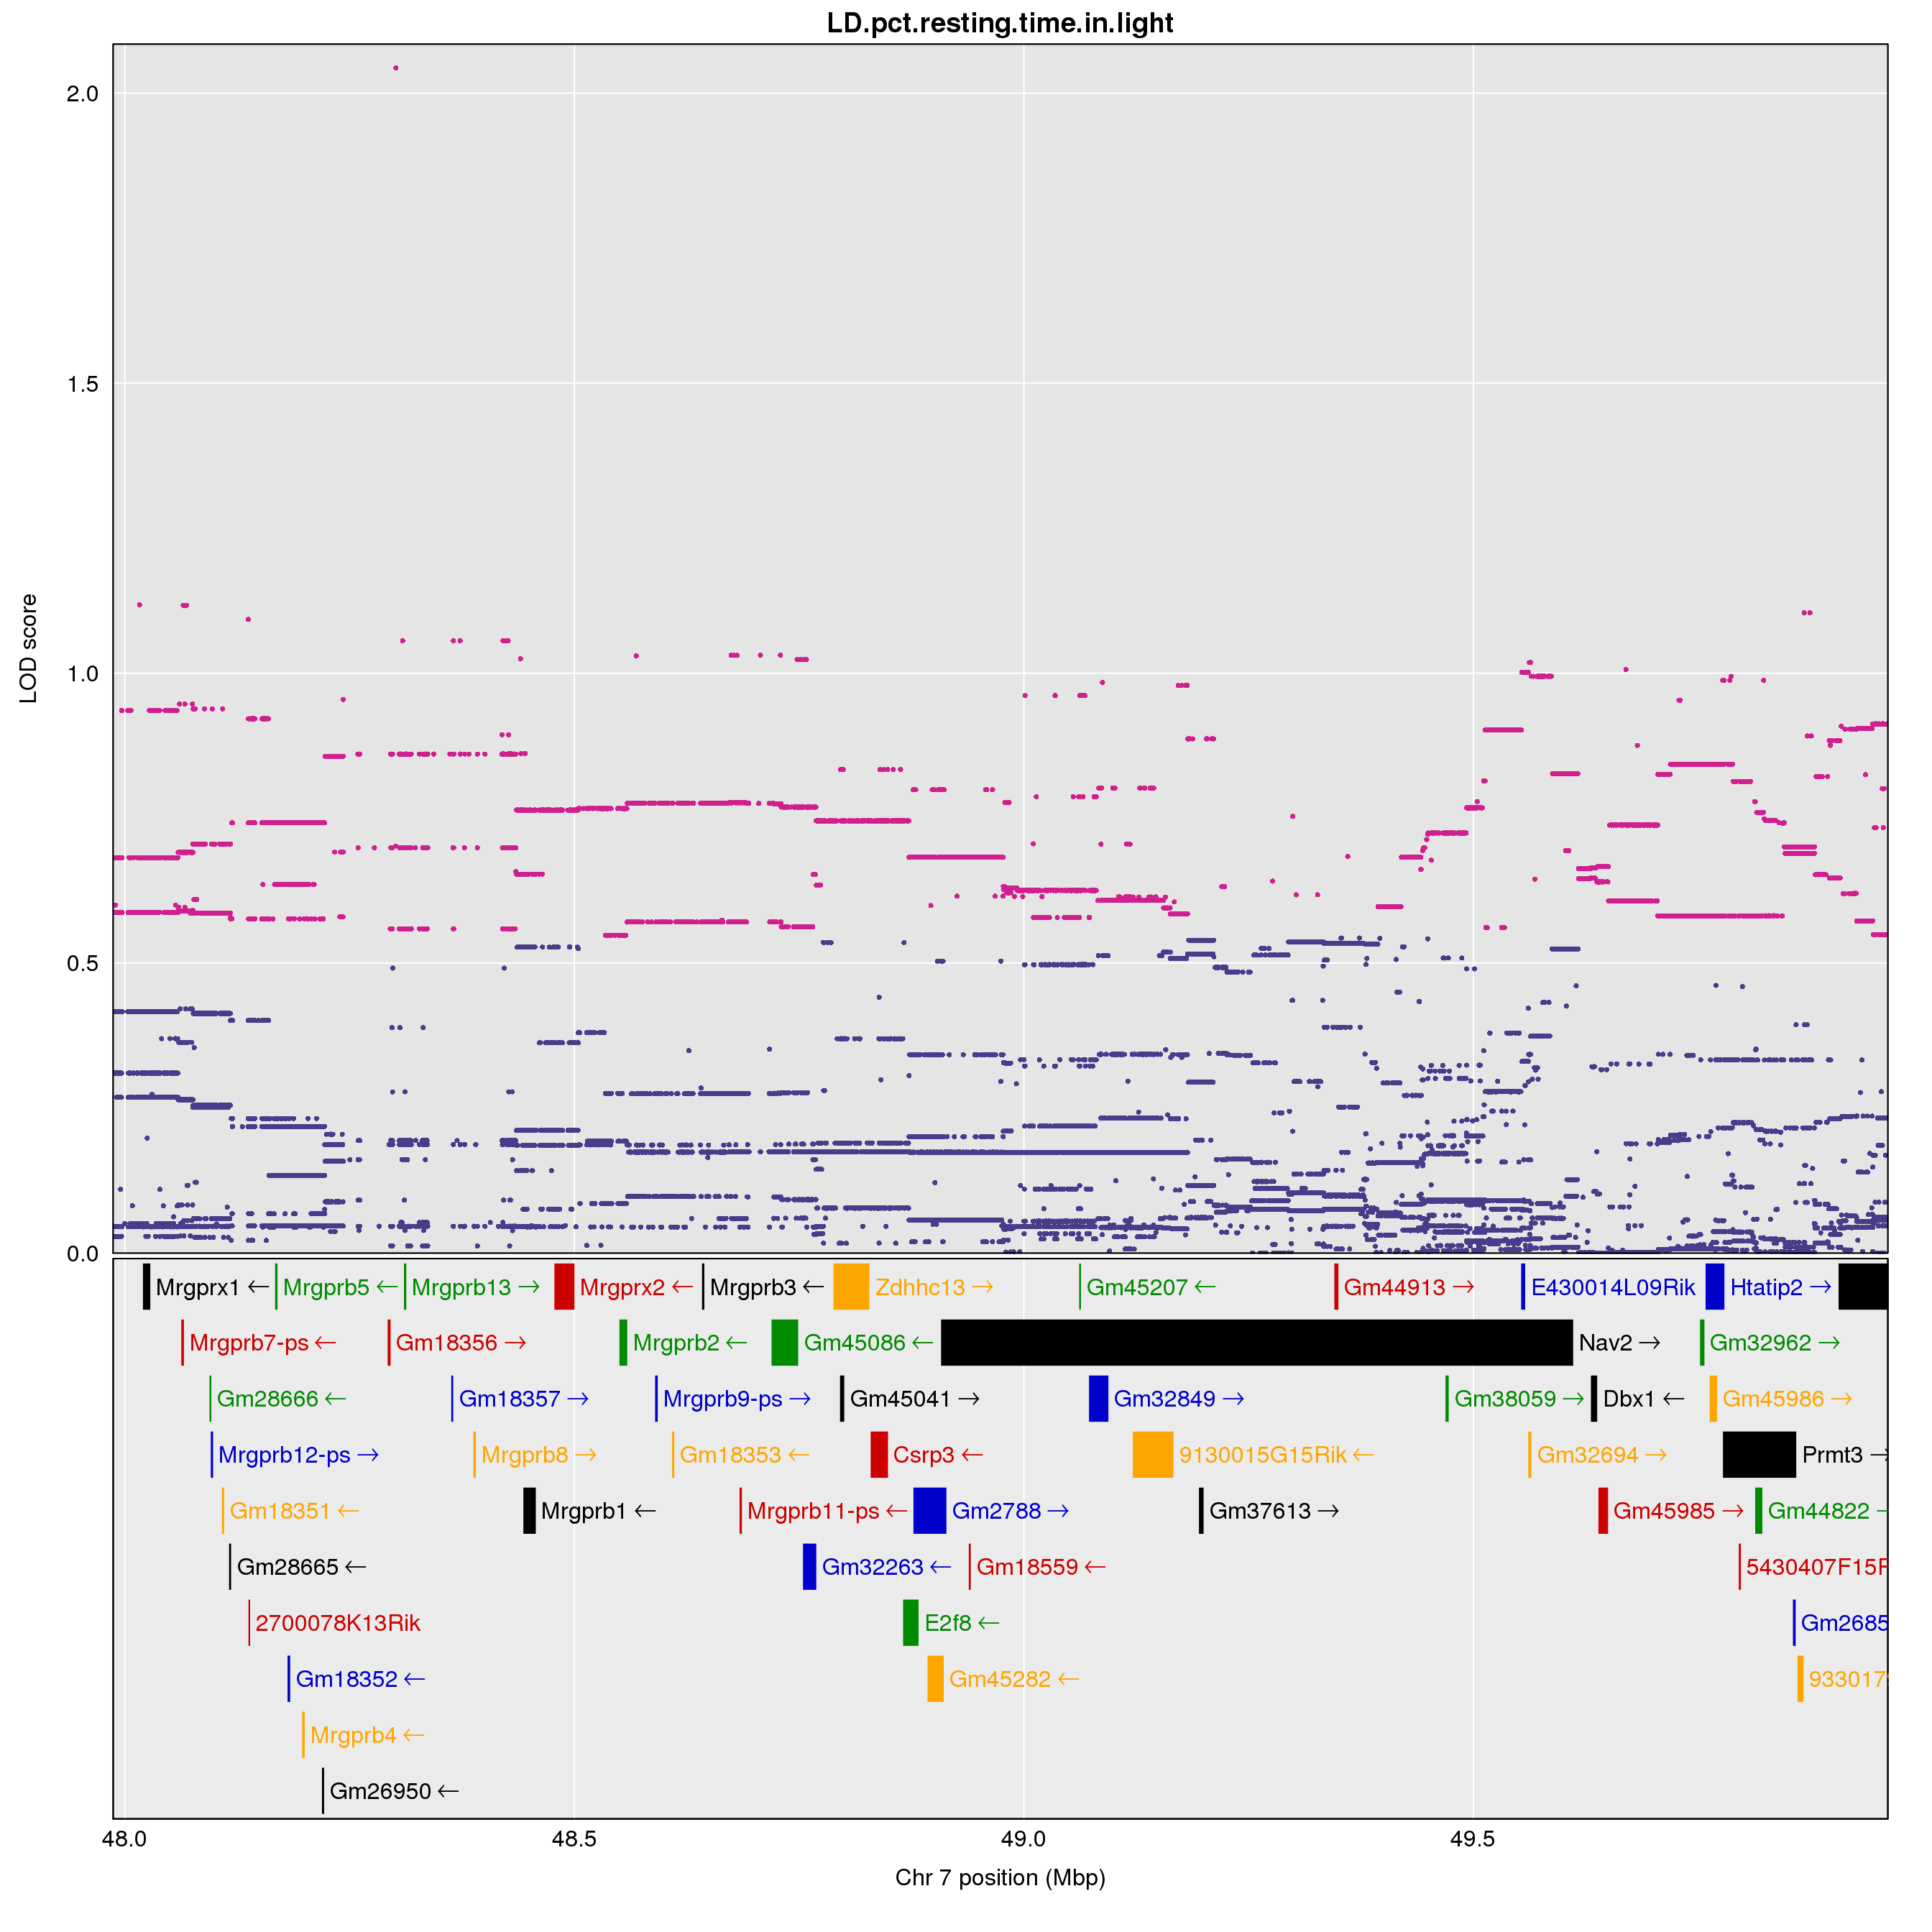 LD.pct.resting.time.in.light
2.0
1.5
1.0
0.5
0.0
LOD score
Mrgprx1 ← Mrgprb5 ← Mrgprb13 → Mrgprx2 ← Mrgprb3 ← Zdhhc13 → Gm45207 ← Gm44913 → E430014L09Rik Htatip2 →
Mrgprb7-ps ← Gm18356 → Mrgprb2 ← Gm45086 ← Nav2 → Gm32962 →
Gm28666 ← Gm18357 → Mrgprb9-ps → Gm45041 → Gm32849 → Gm38059 → Dbx1 ← Gm45986 →
Mrgprb12-ps → Mrgprb8 → Gm18353 ← Csrp3 ← 9130015G15Rik ← Gm32694 → Prmt3 →
Gm18351 ← Mrgprb1 ← Mrgprb11-ps ← Gm2788 → Gm37613 → Gm45985 → Gm44822 →
Gm28665 ← Gm32263 ← Gm18559 ← 5430407F15
2700078K13Rik E2f8 ← Gm2685
Gm18352 ← Gm45282 ← 933017
Mrgprb4 ←
Gm26950 ←
48.0 48.5 49.0 49.5
Chr 7 position (Mbp)